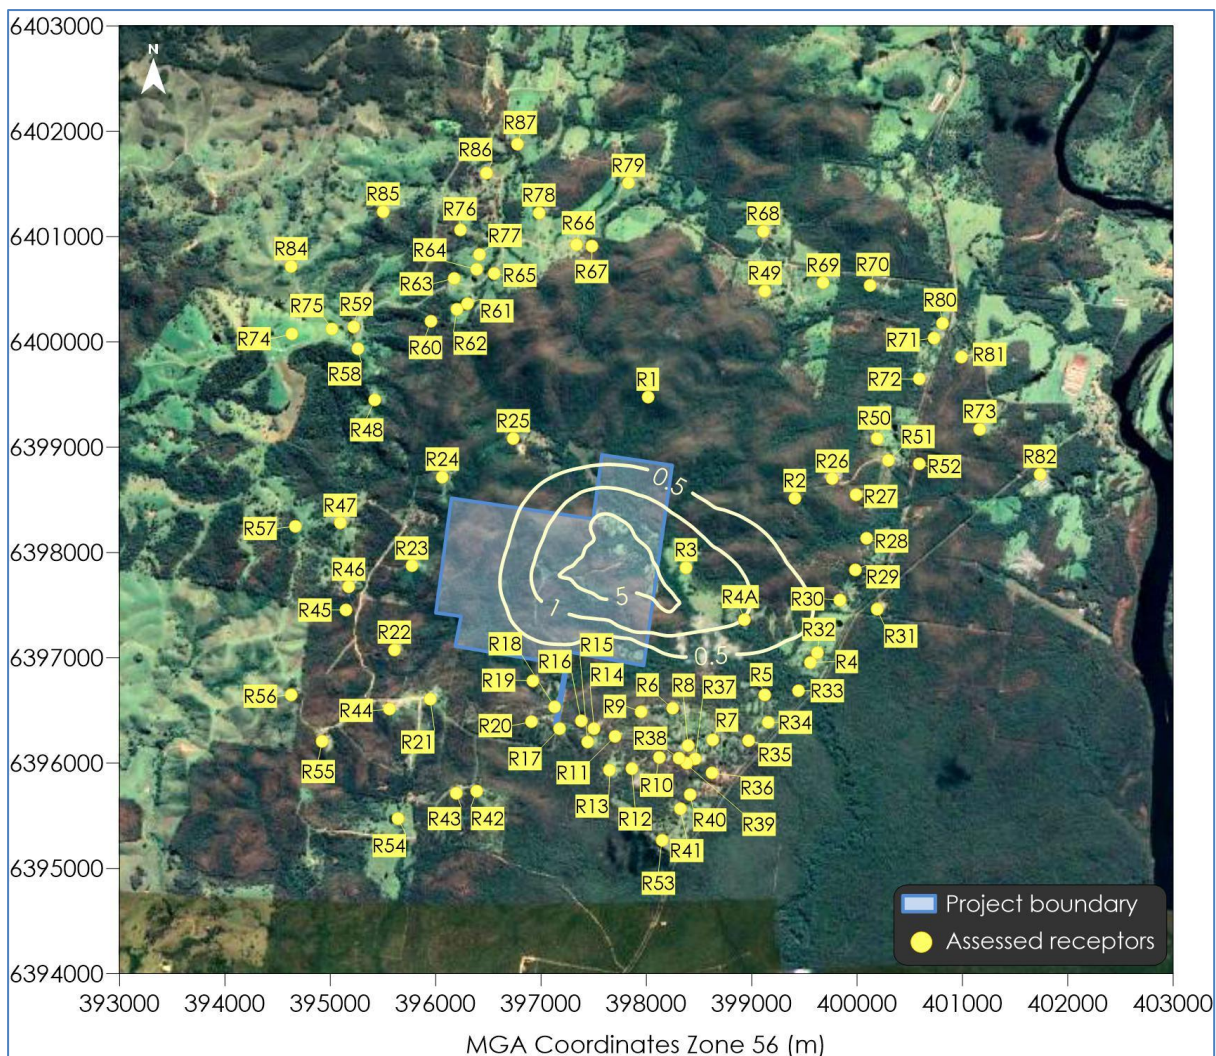 6403000
N
6402000
R87
R86
R79
R85
R78
R76
R66
R68
6401000
R77
R64
R84
R69
R70
R63
R65
R67
R49
R75
R59
R61
R80
R74
R60
R62
R71
R81
6400000
R58
R72
R1
R48
R25
R50
R51
R73
6399000
R24
R26
R52
R82
0.5
R2
R47
R27
R57
6398000
R23
R3
R28
R46
R29
5
R4A
R30
1
R45
R31
R22
R18
R15
R32
6397000
R16
0.5
R4
R19
R14
R6
R8
R37
R5
R56
R9
R33
R44
R20
R7
R34
R21
R17
R38
R35
6396000
R55
R11
R10
R36
R13
R43
R42
R12
R40
R39
R54
R41
6395000
R53
Project boundary
Assessed receptors
6394000
393000 394000 395000 396000 397000 398000 399000 400000 401000 402000 403000
MGA Coordinates Zone 56 (m)